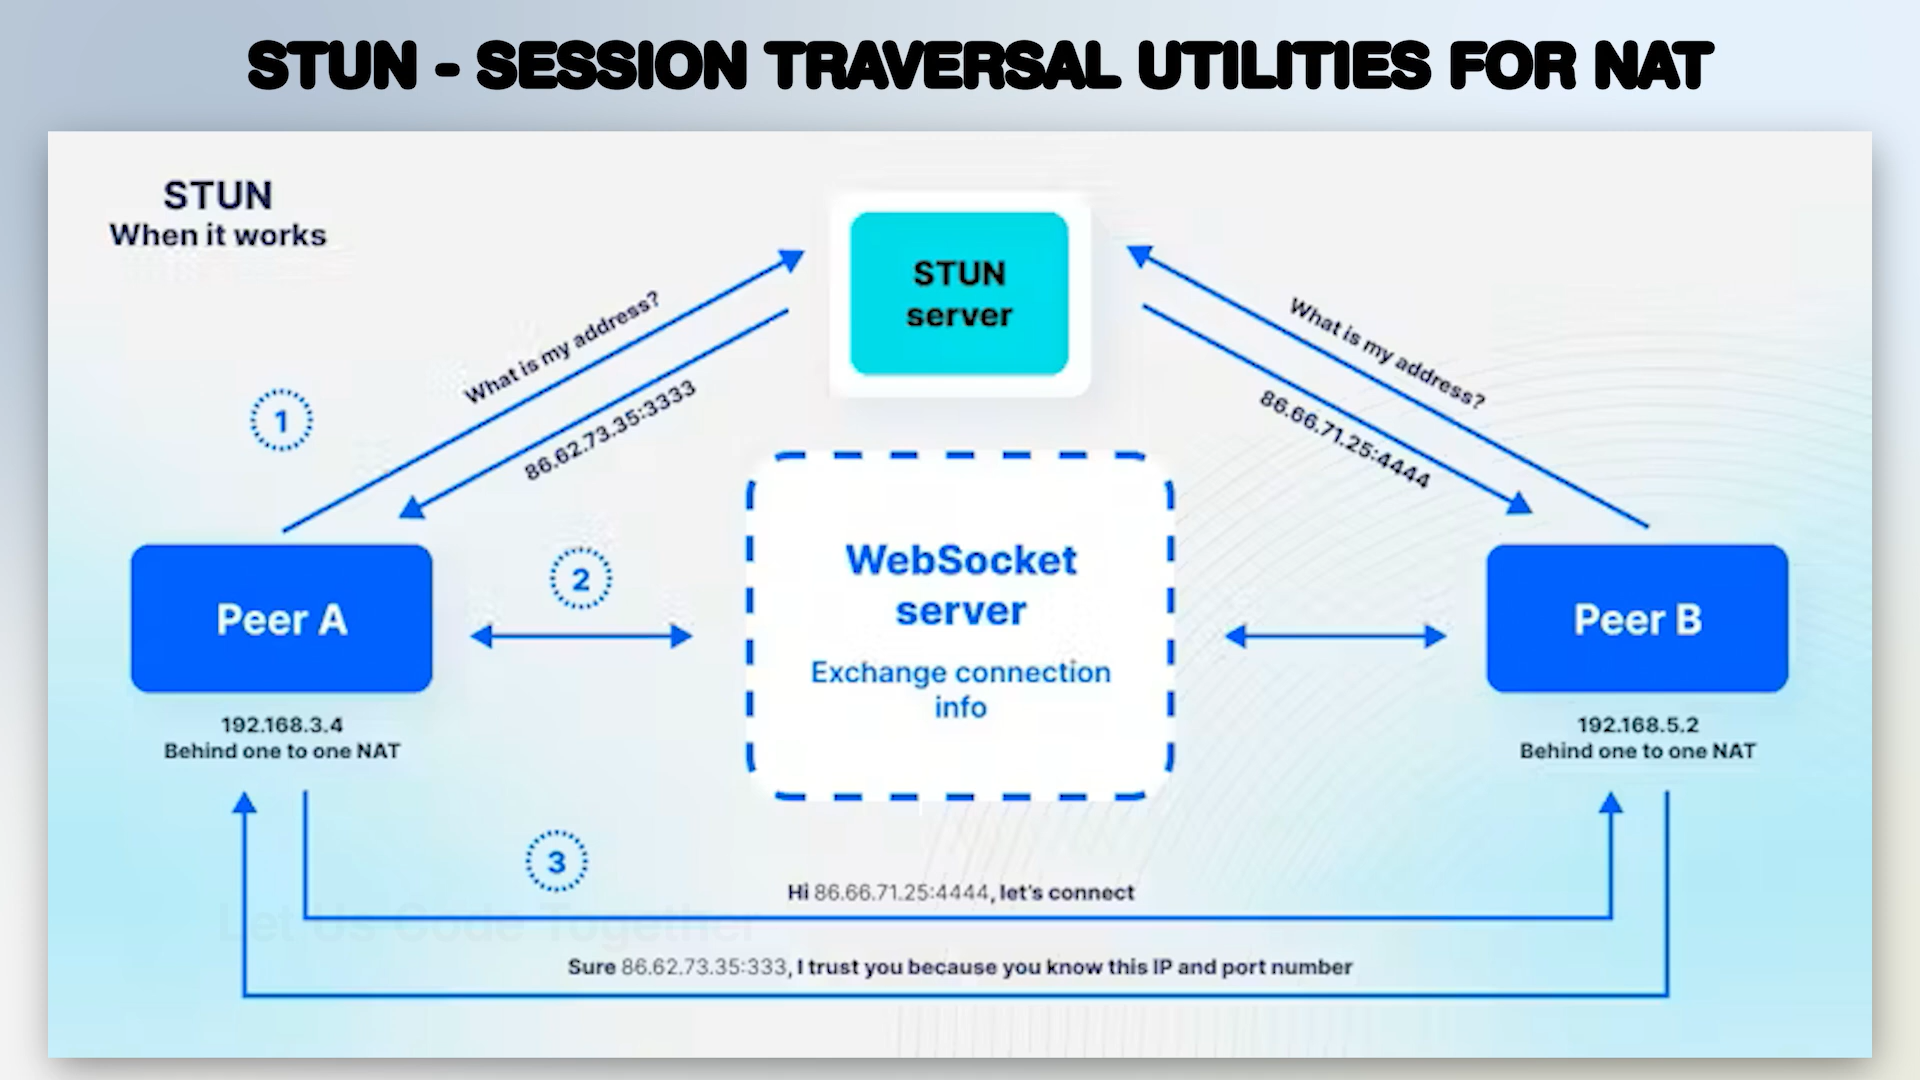 STUN - SESSION TRAVERSAL UTILITIES FOR NAT
STUN
When it works
STUN
server
What is my address?
86.62.73.35:3333
What is my address?
86.66.71.25:4444
1
2
WebSocket
server
Exchange connection
info
Peer A
192.168.3.4
Behind one to one NAT
Peer B
192.168.5.2
Behind one to one NAT
3
Hi 86.66.71.25:4444, let's connect
Let Us Code Together
Sure 86.62.73.35:333, I trust you because you know this IP and port number